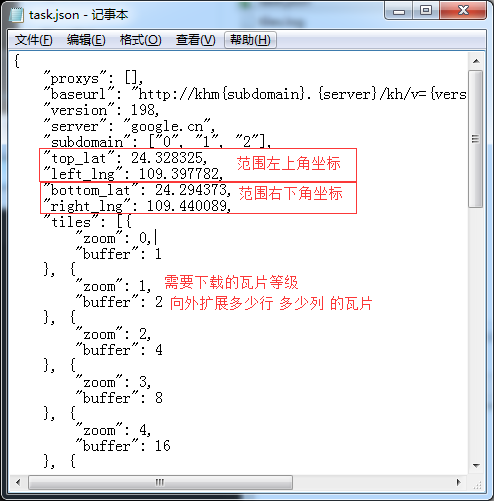 task.json - 记事本
文件(F) 编辑(E) 格式(O) 查看(V) 帮助(H)
{
"proxys": [],
"baseurl": "http://khm{subdomain}.{server}/kh/v={vers
"version": 198,
"server": "google.cn",
"subdomain": ["0", "1", "2"],
"top_lat": 24.328325,
范围左上角坐标
"left_lng": 109.397782,
"bottom_lat": 24.294373,
范围右下角坐标
"right_lng": 109.440089,
"tiles": [{
"zoom": 0,
"buffer": 1
}, {
"zoom": 1,
需要下载的瓦片等级
"buffer": 2
向外扩展多少行 多少列 的瓦片
}, {
"zoom": 2,
"buffer": 4
}, {
"zoom": 3,
"buffer": 8
}, {
"zoom": 4,
"buffer": 16
}, {